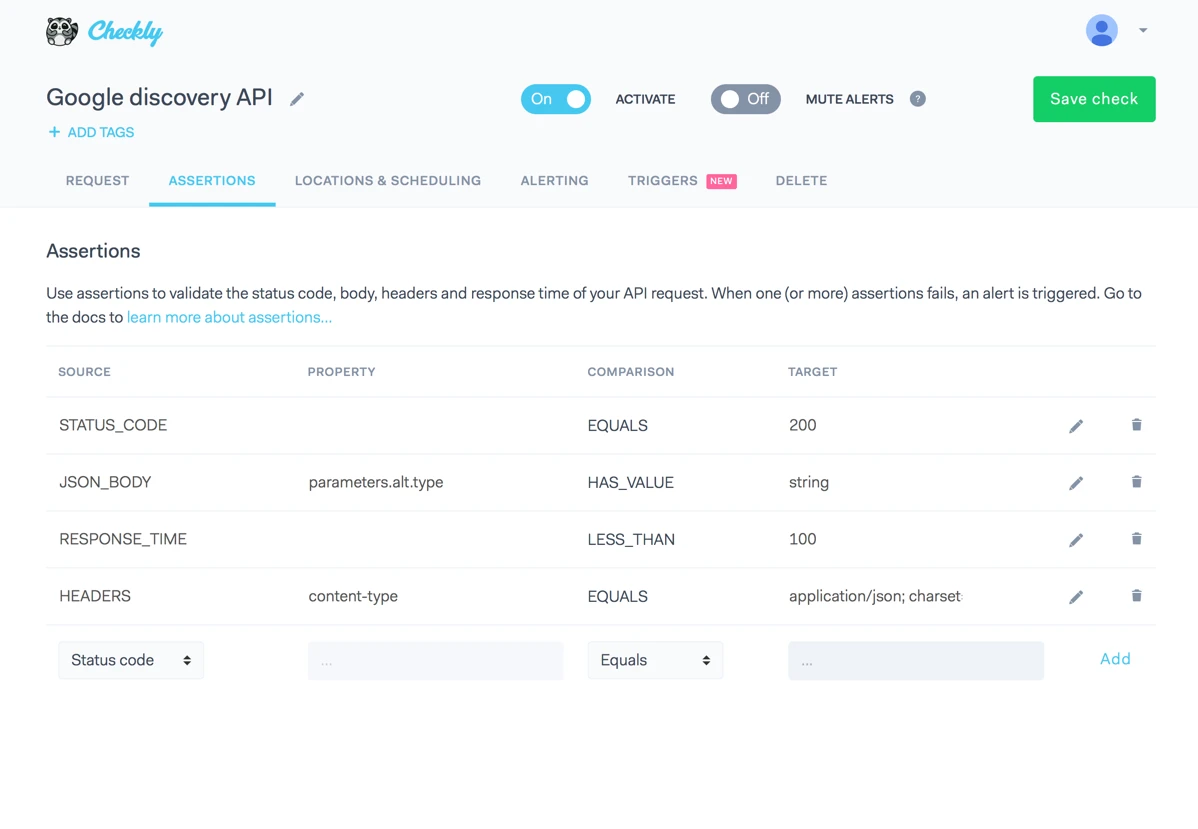 Checkly
Google discovery API
On ACTIVATE Off MUTE ALERTS ? Save check
+ ADD TAGS
REQUEST ASSERTIONS LOCATIONS & SCHEDULING ALERTING TRIGGERS NEW DELETE
Assertions
Use assertions to validate the status code, body, headers and response time of your API request. When one (or more) assertions fails, an alert is triggered. Go to
the docs to learn more about assertions...
SOURCE PROPERTY COMPARISON TARGET
STATUS_CODE EQUALS 200
JSON_BODY parameters.alt.type HAS_VALUE string
RESPONSE_TIME LESS_THAN 100
HEADERS content-type EQUALS application/json; charset
Status code ... Equals ... Add